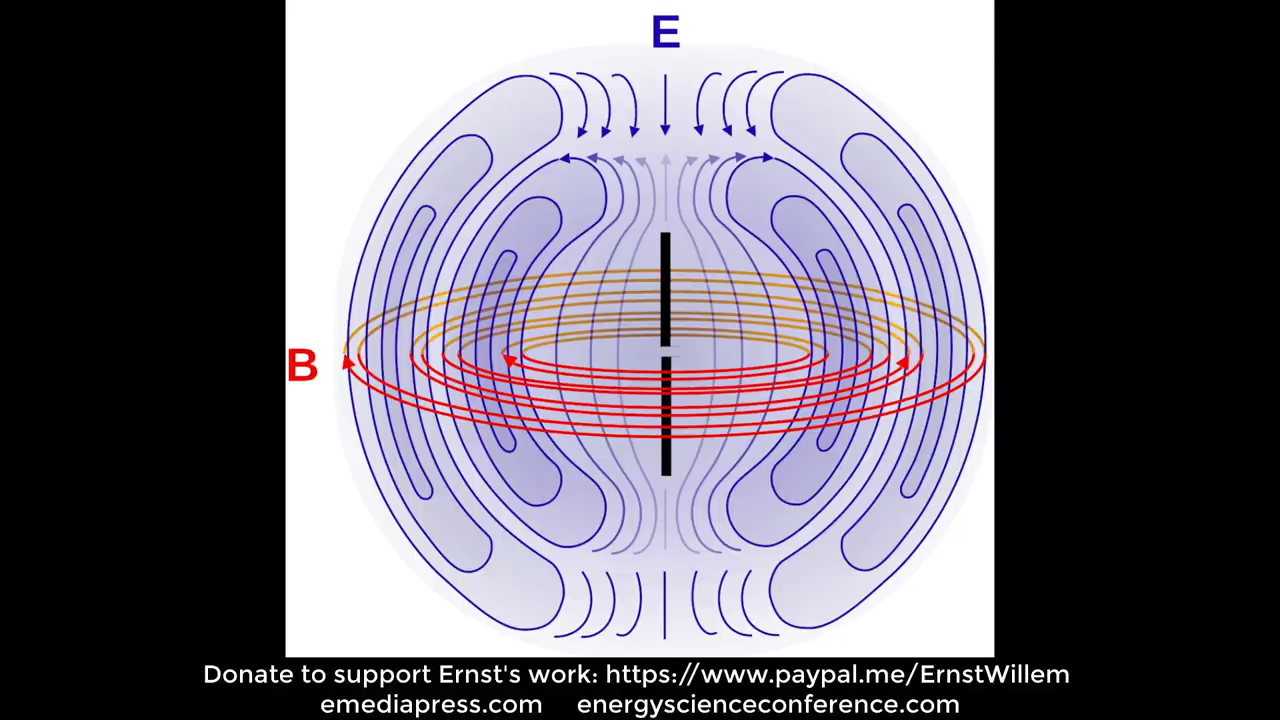 E
B
Donate to support Ernst's work: https://www.paypal.me/ErnstWillem
emediapress.com energyscienceconference.com